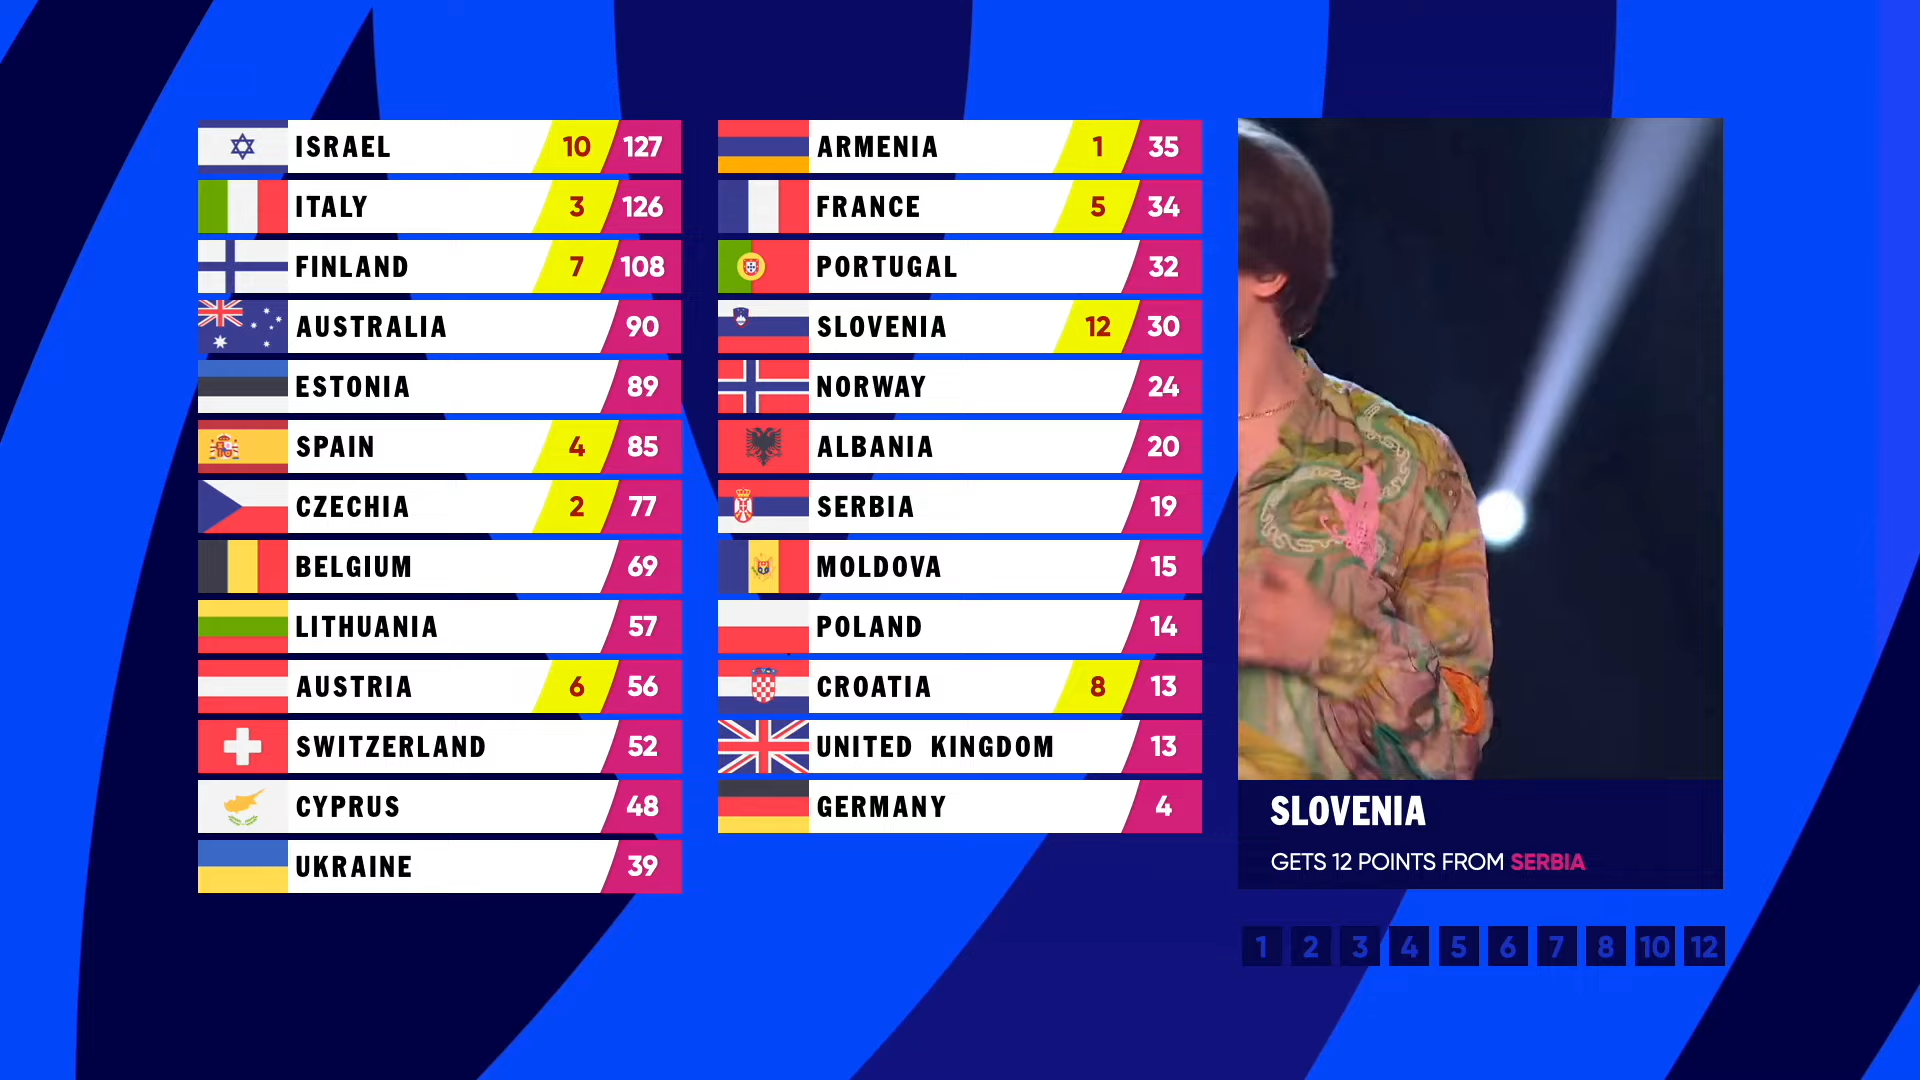 ISRAEL 10 127
ITALY 3 126
FINLAND 7 108
AUSTRALIA 90
ESTONIA 89
SPAIN 4 85
CZECHIA 2 77
BELGIUM 69
LITHUANIA 57
AUSTRIA 6 56
SWITZERLAND 52
CYPRUS 48
UKRAINE 39
ARMENIA 1 35
FRANCE 5 34
PORTUGAL 32
SLOVENIA 12 30
NORWAY 24
ALBANIA 20
SERBIA 19
MOLDOVA 15
POLAND 14
CROATIA 8 13
UNITED KINGDOM 13
GERMANY 4
SLOVENIA
GETS 12 POINTS FROM SERBIA
1 2 3 4 5 6 7 8 10 12